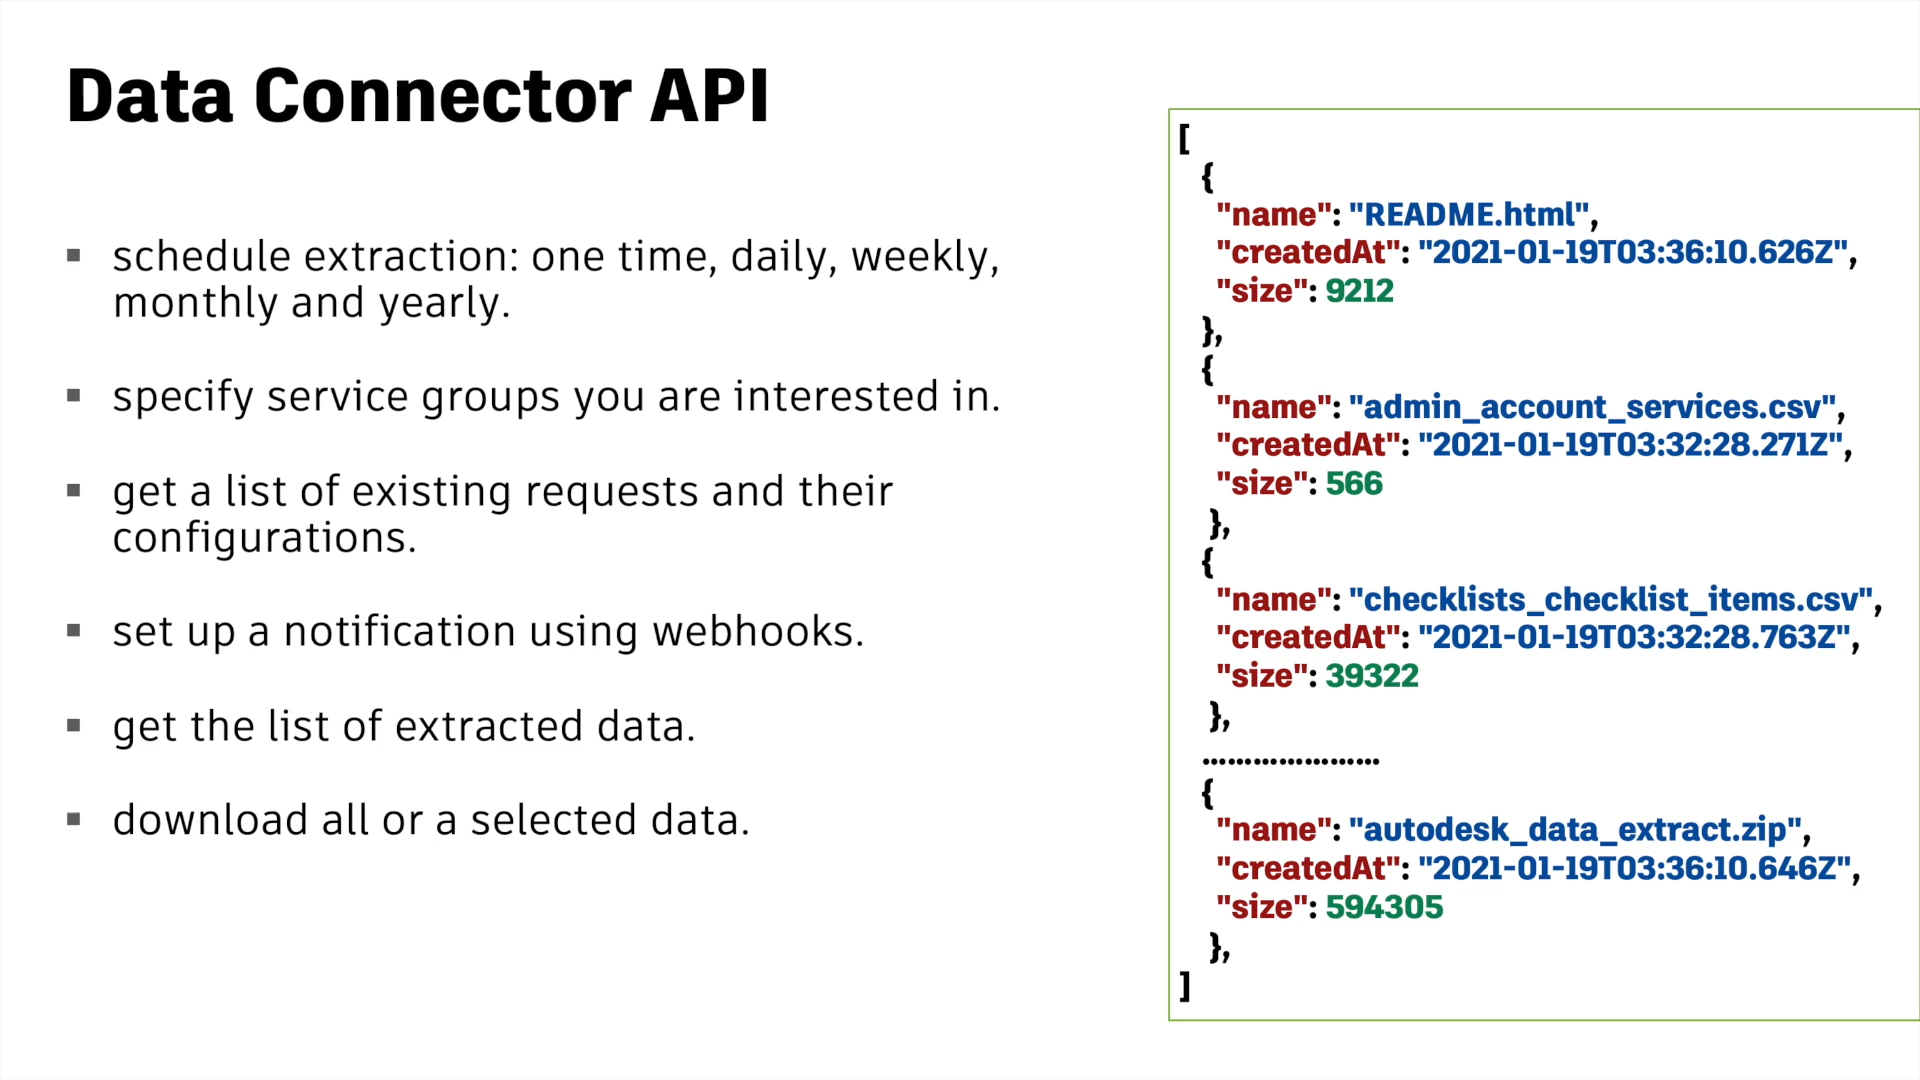 Data Connector API
▪ schedule extraction: one time, daily, weekly,
monthly and yearly.
▪ specify service groups you are interested in.
▪ get a list of existing requests and their
configurations.
▪ set up a notification using webhooks.
▪ get the list of extracted data.
▪ download all or a selected data.
[
{
"name": "README.html",
"createdAt": "2021-01-19T03:36:10.626Z",
"size": 9212
},
{
"name": "admin_account_services.csv",
"createdAt": "2021-01-19T03:32:28.271Z",
"size": 566
},
{
"name": "checklists_checklist_items.csv",
"createdAt": "2021-01-19T03:32:28.763Z",
"size": 39322
},
.....................
{
"name": "autodesk_data_extract.zip",
"createdAt": "2021-01-19T03:36:10.646Z",
"size": 594305
},
]